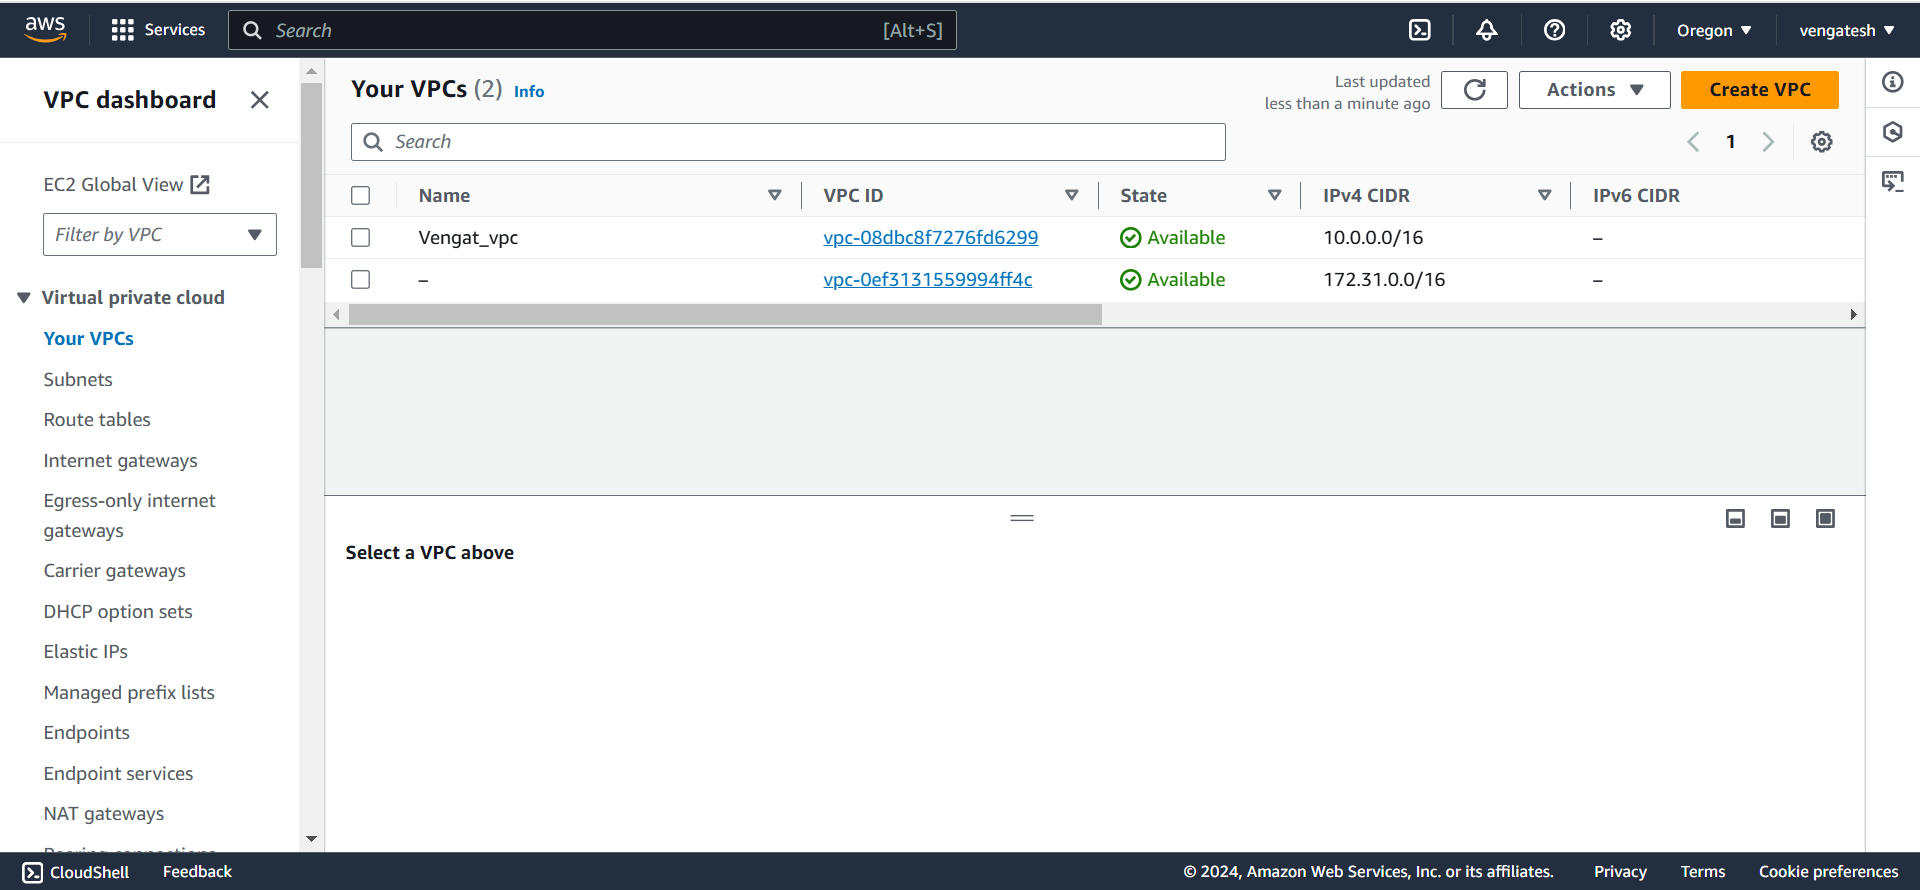 aws Services Search [Alt+S] Oregon vengatesh
VPC dashboard
EC2 Global View
Filter by VPC
Virtual private cloud
Your VPCs
Subnets
Route tables
Internet gateways
Egress-only internet
gateways
Carrier gateways
DHCP option sets
Elastic IPs
Managed prefix lists
Endpoints
Endpoint services
NAT gateways
Peering connections
Your VPCs (2) Info
Last updated
less than a minute ago
Actions
Create VPC
Search
1
Name VPC ID State IPv4 CIDR IPv6 CIDR
Vengat_vpc vpc-08dbc8f7276fd6299 Available 10.0.0.0/16 –
– vpc-0ef3131559994ff4c Available 172.31.0.0/16 –
Select a VPC above
CloudShell Feedback © 2024, Amazon Web Services, Inc. or its affiliates. Privacy Terms Cookie preferences